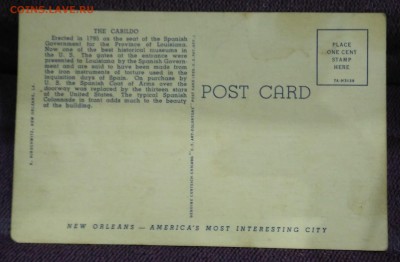 СОИНС.ЛАВ.RU
THE CABILDO
Erected in 1795 as the seat of the Spanish
Government for the Province of Louisiana.
Now one of the best historical museums in
the U. S. The gates at the entrance were
presented to Louisiana by the Spanish Govern-
ment and are said to have been made from
the iron instruments of torture used in the
inquisition days of Spain. On purchase by
U. S. the Spanish Coat of Arms over the
doorway was replaced by the thirteen stars
of the United States. The typical Spanish
Colonnade in front adds much to the beauty
of the building.
PLACE
ONE CENT
STAMP
HERE
POST CARD
NEW ORLEANS — AMERICA'S MOST INTERESTING CITY